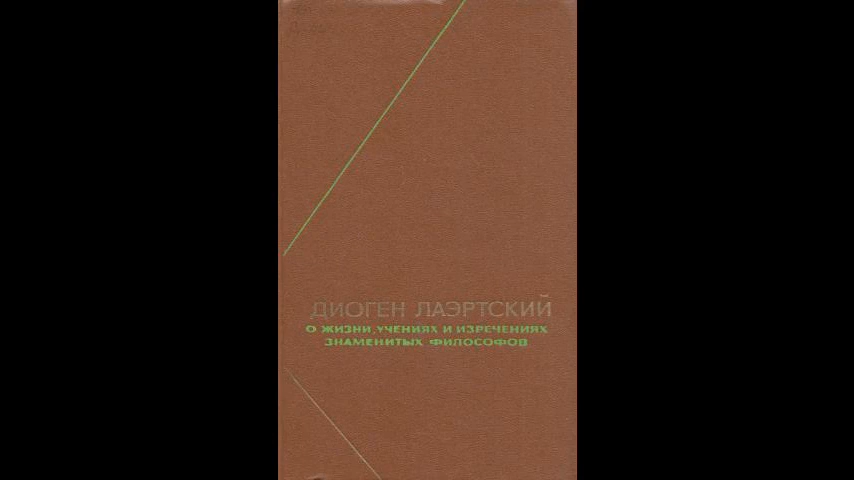 ДИОГЕН ЛАЭРТСКИЙ
О ЖИЗНИ, УЧЕНИЯХ И ИЗРЕЧЕНИЯХ
ЗНАМЕНИТЫХ ФИЛОСОФОВ